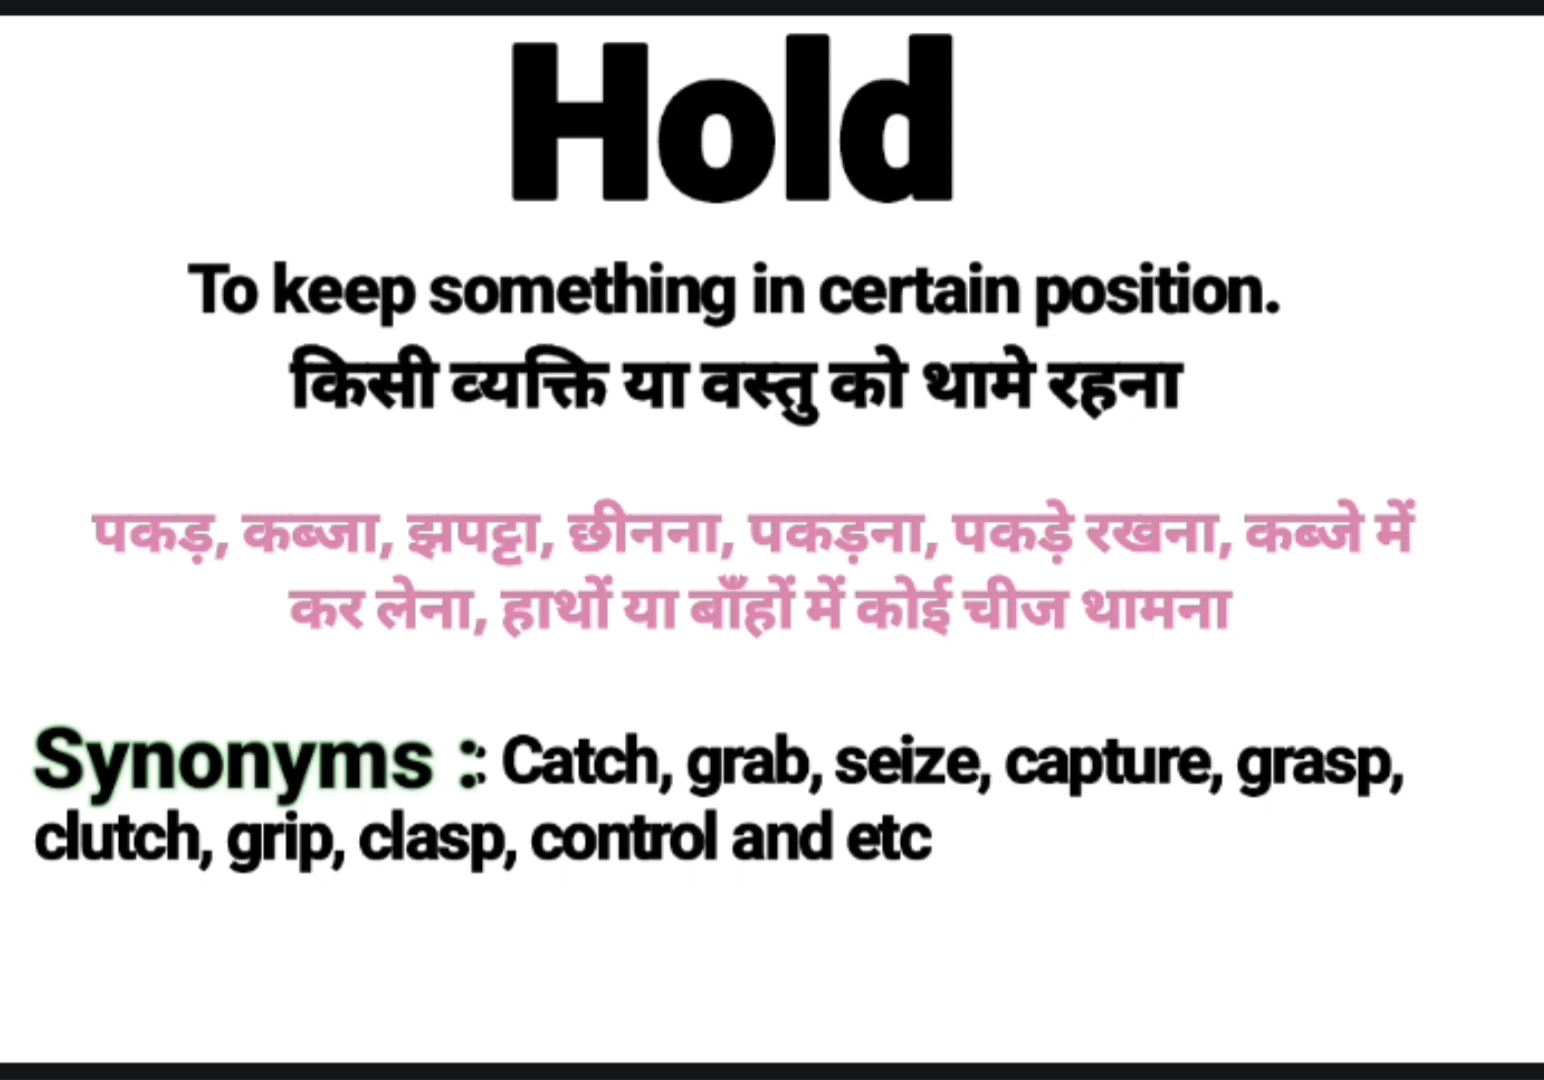 Hold
To keep something in certain position.
किसी व्यक्ति या वस्तु को थामे रहना
पकड़, कब्जा, झपट्टा, छीनना, पकड़ना, पकड़े रखना, कब्जे में
कर लेना, हाथों या बाँहों में कोई चीज थामना
Synonyms :: Catch, grab, seize, capture, grasp,
clutch, grip, clasp, control and etc